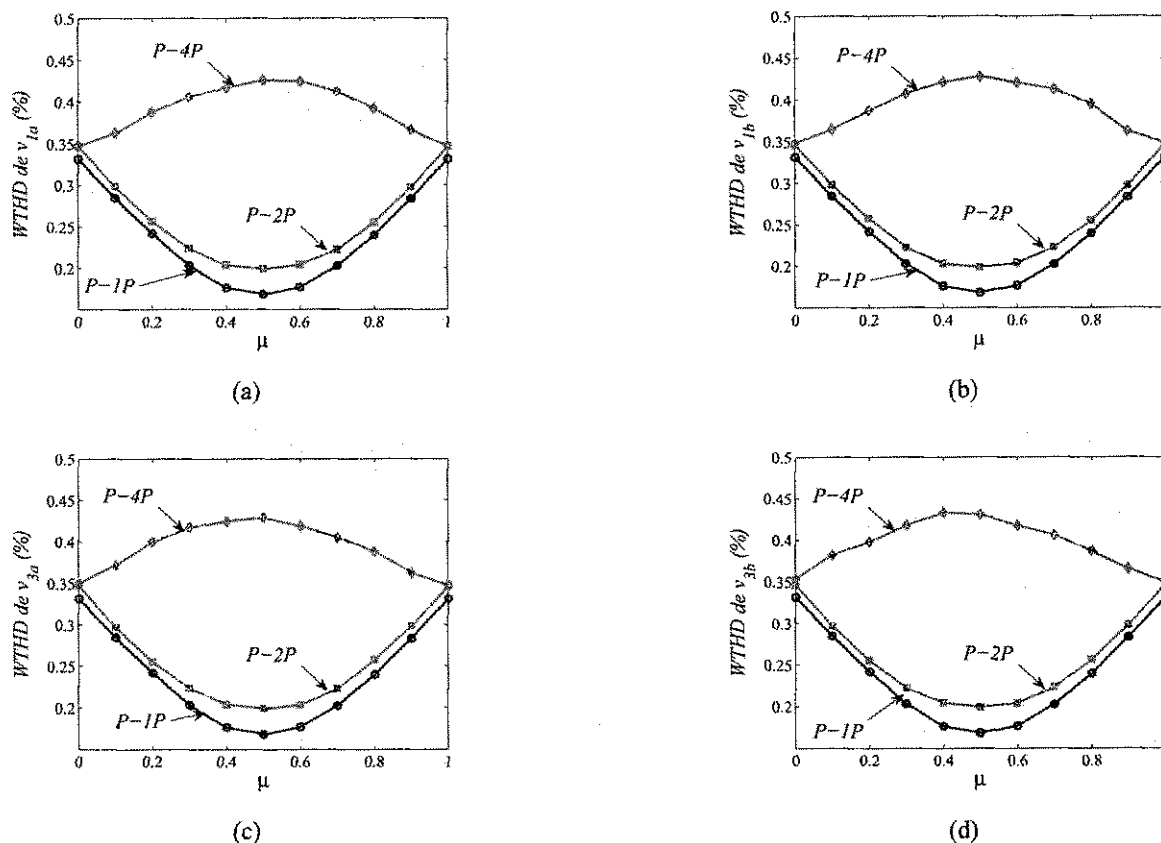 0.5
0.45
0.4
0.35
0.3
0.25
0.2
WTHD de v1a (%)
P-4P
P-2P
P-1P
0 0.2 0.4 0.6 0.8 1
μ
(a)
0.5
0.45
0.4
0.35
0.3
0.25
0.2
WTHD de v1b (%)
P-4P
P-2P
P-1P
0 0.2 0.4 0.6 0.8
μ
(b)
0.5
0.45
0.4
0.35
0.3
0.25
0.2
WTHD de v3a (%)
P-4P
P-2P
P-1P
0 0.2 0.4 0.6 0.8 1
μ
(c)
0.5
0.45
0.4
0.35
0.3
0.25
0.2
WTHD de v3b (%)
P-4P
P-2P
P-1P
0 0.2 0.4 0.6 0.8
μ
(d)